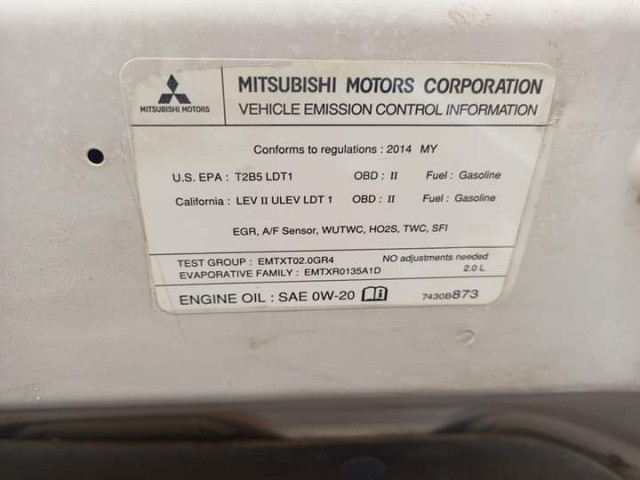 MITSUBISHI MOTORS
MITSUBISHI MOTORS CORPORATION
VEHICLE EMISSION CONTROL INFORMATION
Conforms to regulations : 2014 MY
U.S. EPA : T2B5 LDT1 OBD : II Fuel : Gasoline
California : LEV II ULEV LDT 1 OBD : II Fuel : Gasoline
EGR, A/F Sensor, WUTWC, HO2S, TWC, SFI
TEST GROUP : EMTXT02.0GR4 NO adjustments needed
EVAPORATIVE FAMILY : EMTXR0135A1D 2.0 L
ENGINE OIL : SAE 0W-20 7430B873